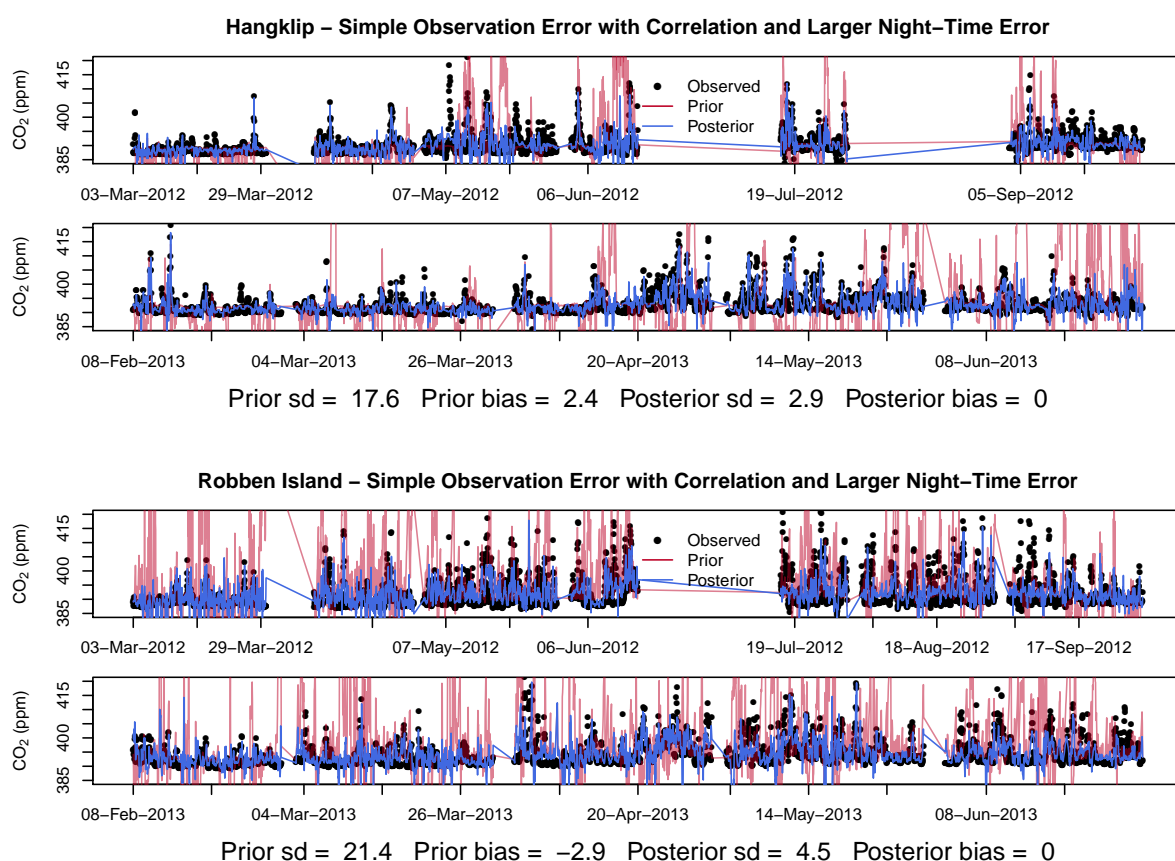 Hangklip − Simple Observation Error with Correlation and Larger Night−Time Error
CO2 (ppm)
385 400 415
Observed
Prior
Posterior
03−Mar−2012 29−Mar−2012 07−May−2012 06−Jun−2012 19−Jul−2012 05−Sep−2012
CO2 (ppm)
385 400 415
08−Feb−2013 04−Mar−2013 26−Mar−2013 20−Apr−2013 14−May−2013 08−Jun−2013
Prior sd = 17.6 Prior bias = 2.4 Posterior sd = 2.9 Posterior bias = 0
Robben Island − Simple Observation Error with Correlation and Larger Night−Time Error
CO2 (ppm)
385 400 415
Observed
Prior
Posterior
03−Mar−2012 29−Mar−2012 07−May−2012 06−Jun−2012 19−Jul−2012 18−Aug−2012 17−Sep−2012
CO2 (ppm)
385 400 415
08−Feb−2013 04−Mar−2013 26−Mar−2013 20−Apr−2013 14−May−2013 08−Jun−2013
Prior sd = 21.4 Prior bias = −2.9 Posterior sd = 4.5 Posterior bias = 0